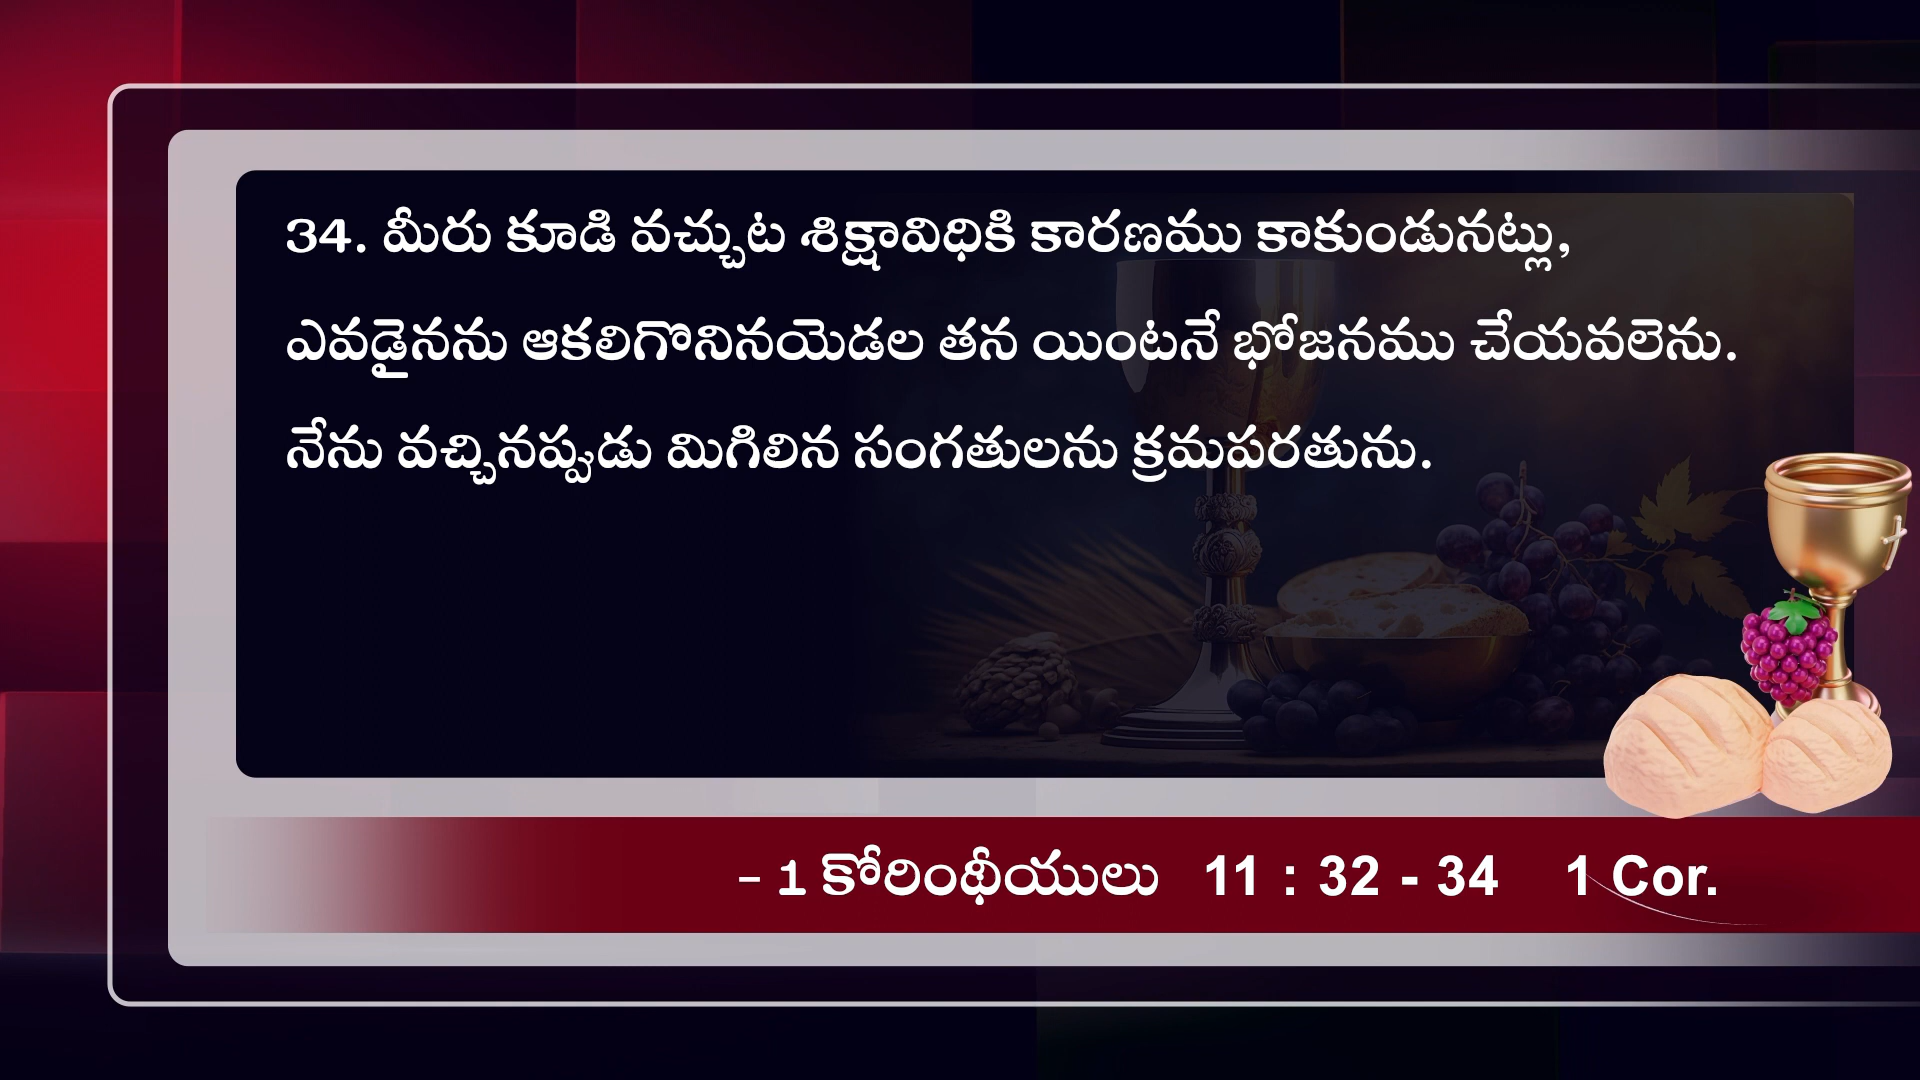 34. మీరు కూడి వచ్చుట శిక్షావిధికి కారణము కాకుండునట్లు,
ఎవడైనను ఆకలిగొనినయెడల తన యింటనే భోజనము చేయవలెను.
నేను వచ్చినప్పుడు మిగిలిన సంగతులను క్రమపరతును.
- 1 కోరింథీయులు 11 : 32 - 34 1 Cor.